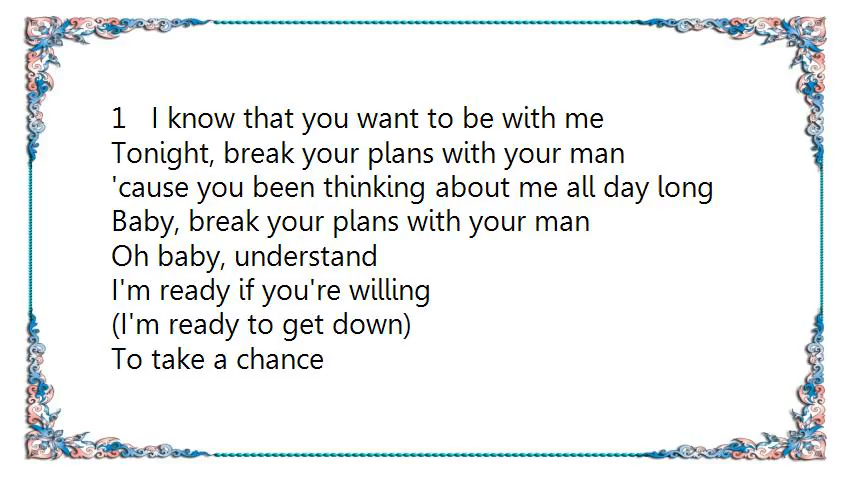 1   I know that you want to be with me
Tonight, break your plans with your man
'cause you been thinking about me all day long
Baby, break your plans with your man
Oh baby, understand
I'm ready if you're willing
(I'm ready to get down)
To take a chance